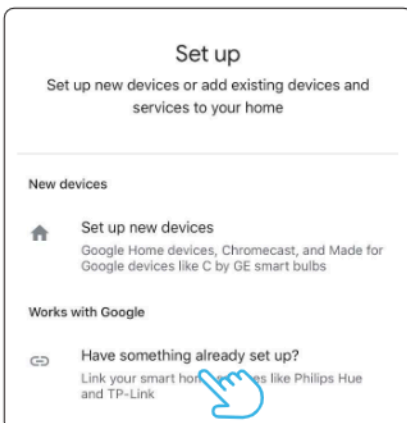 Set up
Set up new devices or add existing devices and
services to your home
New devices
Set up new devices
Google Home devices, Chromecast, and Made for
Google devices like C by GE smart bulbs
Works with Google
Have something already set up?
Link your smart home like Philips Hue
and TP-Link